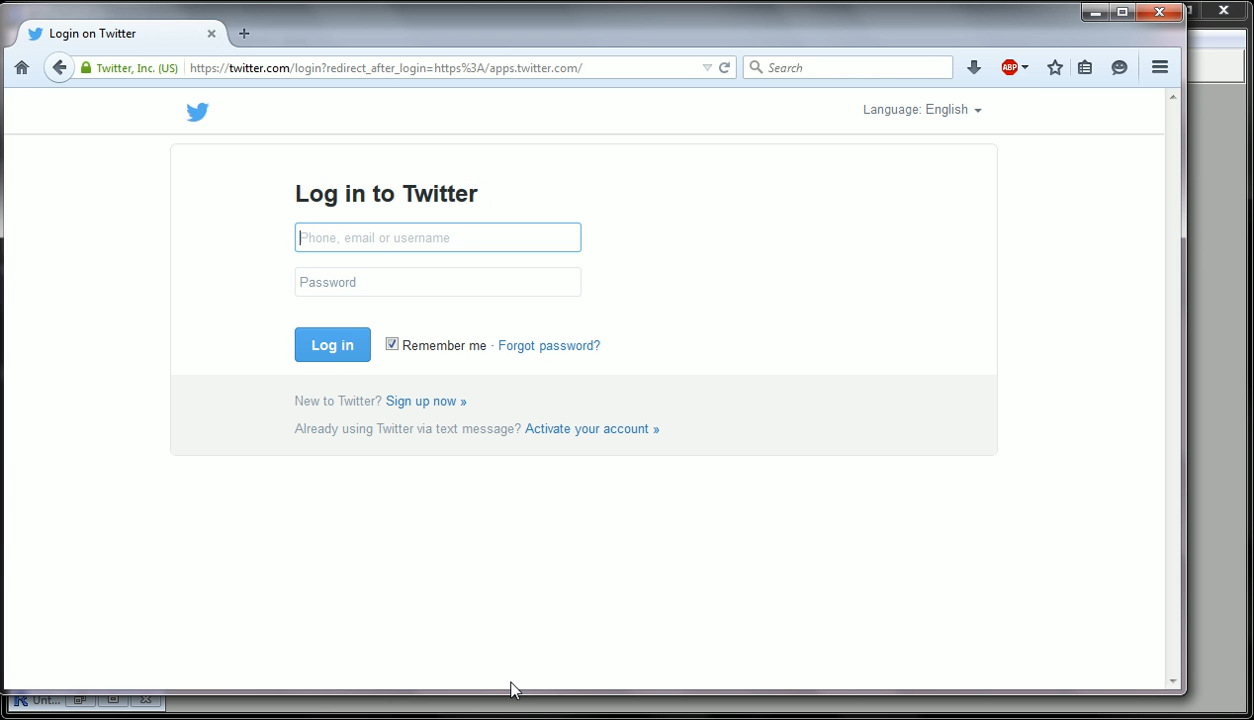 Login on Twitter
Twitter, Inc. (US)
https://twitter.com/login?redirect_after_login=https%3A/apps.twitter.com/
Search
ABP
Language: English
Log in to Twitter
Phone, email or username
Password
Log in
Remember me · Forgot password?
New to Twitter? Sign up now »
Already using Twitter via text message? Activate your account »
Unt...